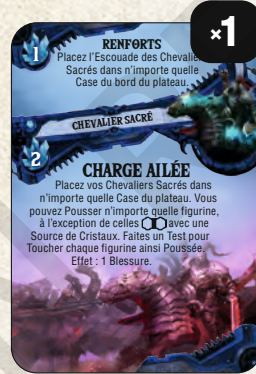 ×1
1
RENFORTS
Placez l'Escouade des Chevaliers
Sacrés dans n'importe quelle
Case du bord du plateau.
CHEVALIER SACRÉ
2
CHARGE AILÉE
Placez vos Chevaliers Sacrés dans
n'importe quelle Case du plateau. Vous
pouvez Pousser n'importe quelle figurine,
à l'exception de celles avec une
Source de Cristaux. Faites un Test pour
Toucher chaque figurine ainsi Poussée.
Effet : 1 Blessure.